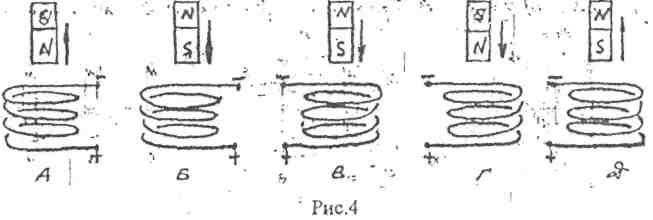 S N N S N
N S S N S
- - - - -
+ + + + +
А Б В Г Д
Рис.4